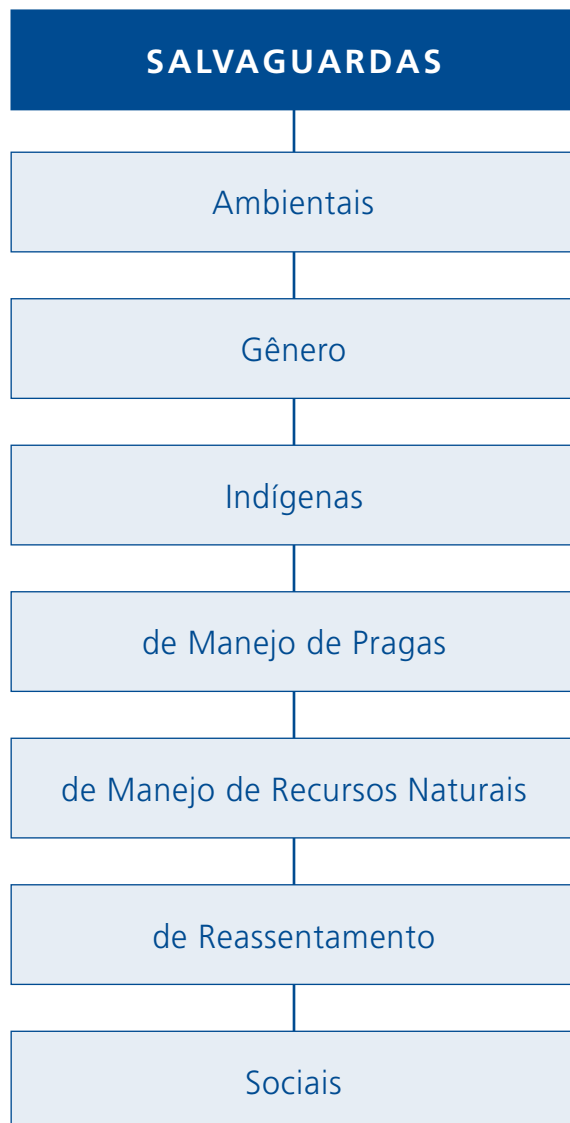 SALVAGUARDAS
Ambientais
Gênero
Indígenas
de Manejo de Pragas
de Manejo de Recursos Naturais
de Reassentamento
Sociais